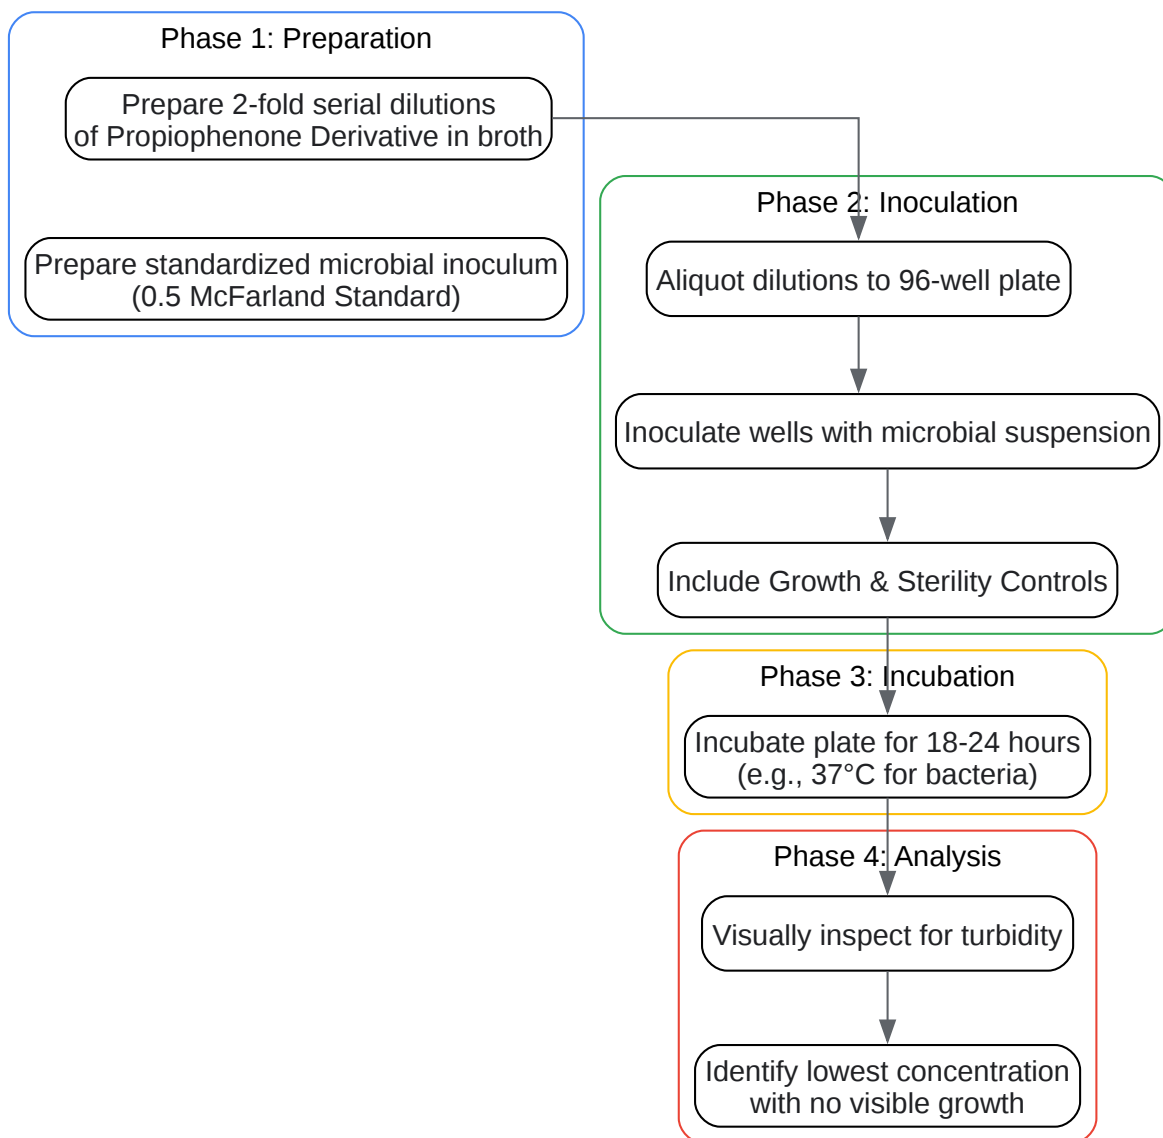 Phase 1: Preparation
Prepare 2-fold serial dilutions
of Propiophenone Derivative in broth
Prepare standardized microbial inoculum
(0.5 McFarland Standard)
Phase 2: Inoculation
Aliquot dilutions to 96-well plate
Inoculate wells with microbial suspension
Include Growth & Sterility Controls
Phase 3: Incubation
Incubate plate for 18-24 hours
(e.g., 37°C for bacteria)
Phase 4: Analysis
Visually inspect for turbidity
Identify lowest concentration
with no visible growth